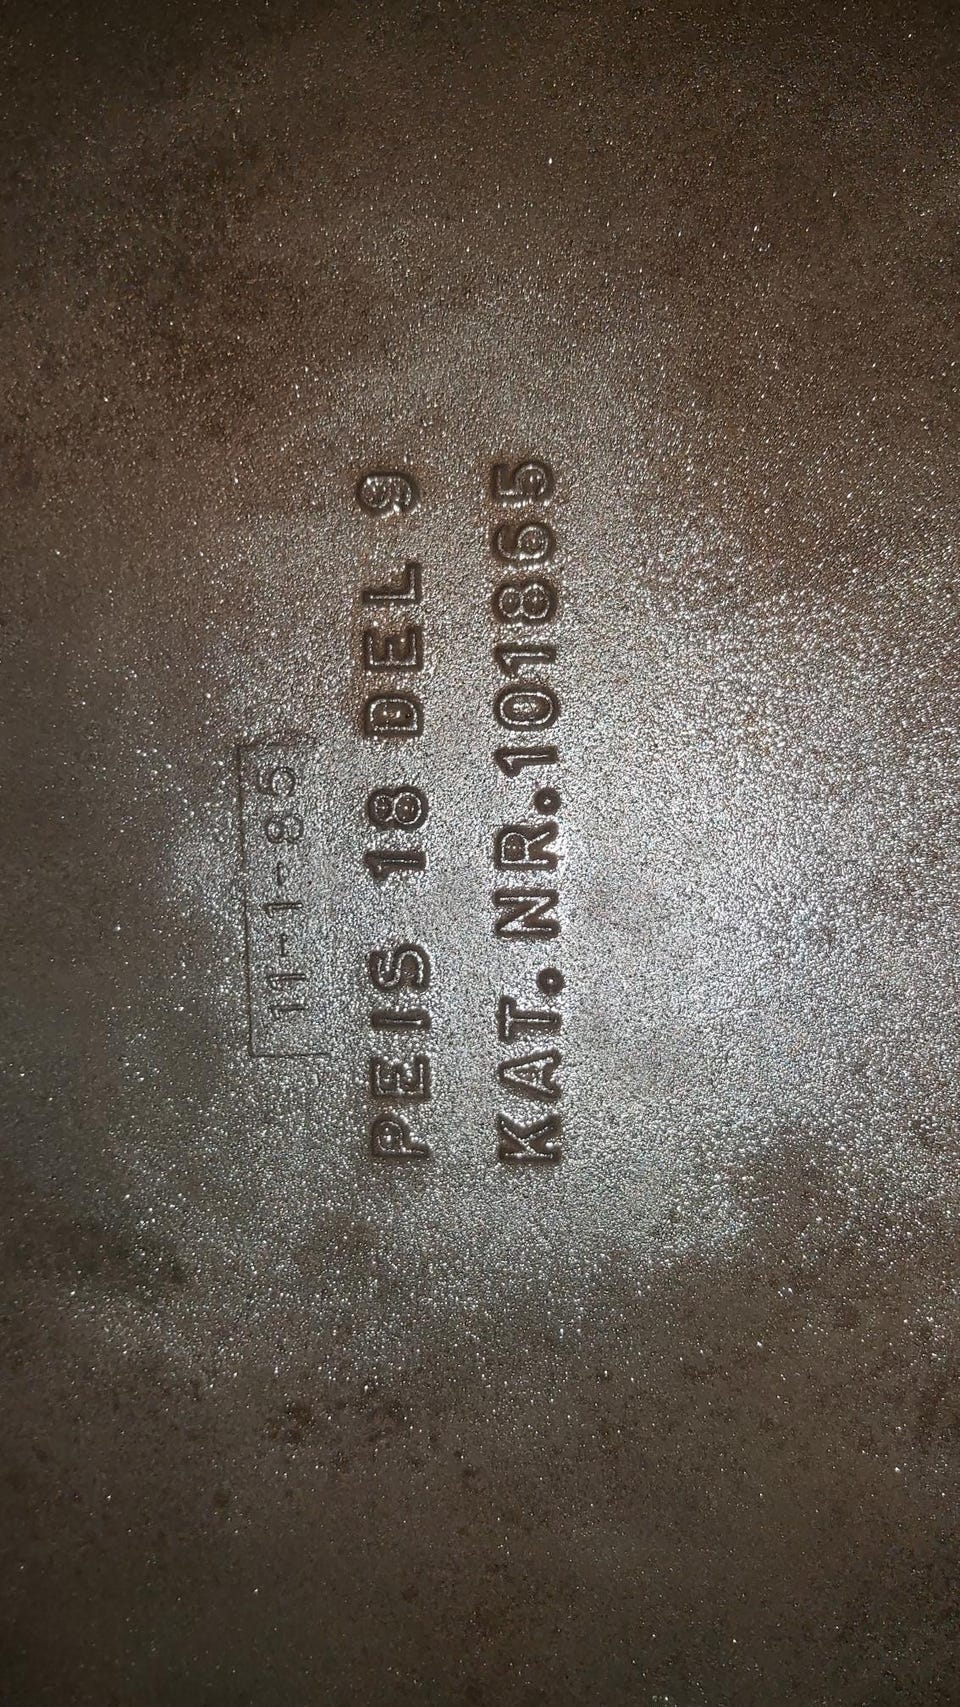 11-1-85
PEIS 18 DEL 9
KAT. NR.101865